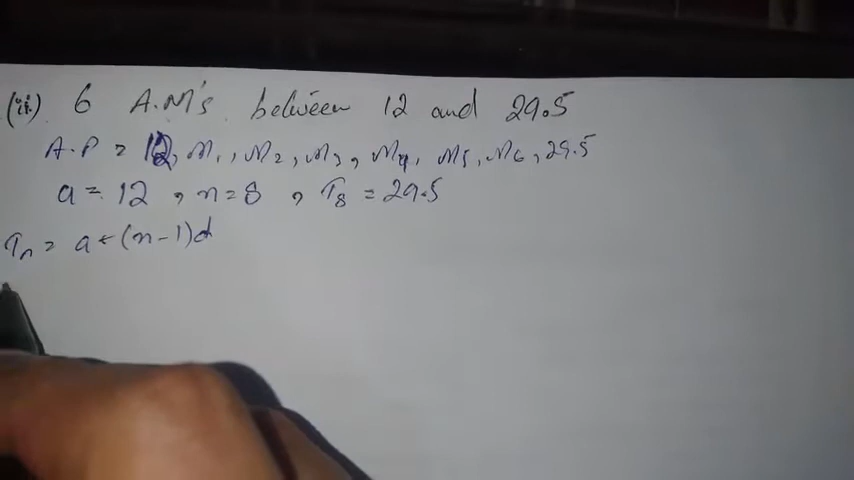 (ii) 6 A.M's between 12 and 29.5
A.P = 12, M₁, M₂, M₃, M₄, M₅, M₆, 29.5
a = 12, n = 8, T₈ = 29.5
Tₙ = a + (n-1)d